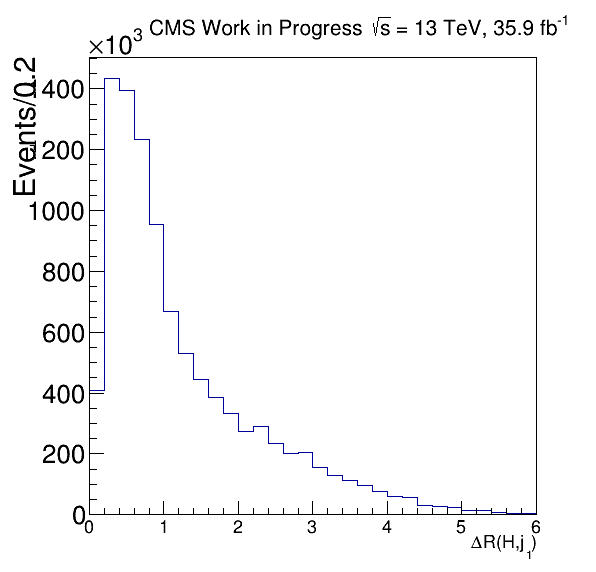 ×10³ CMS Work in Progress √s = 13 TeV, 35.9 fb⁻¹
Events/0.2
1400
1200
1000
800
600
400
200
0
0 1 2 3 4 5 6
ΔR(H,j₁)